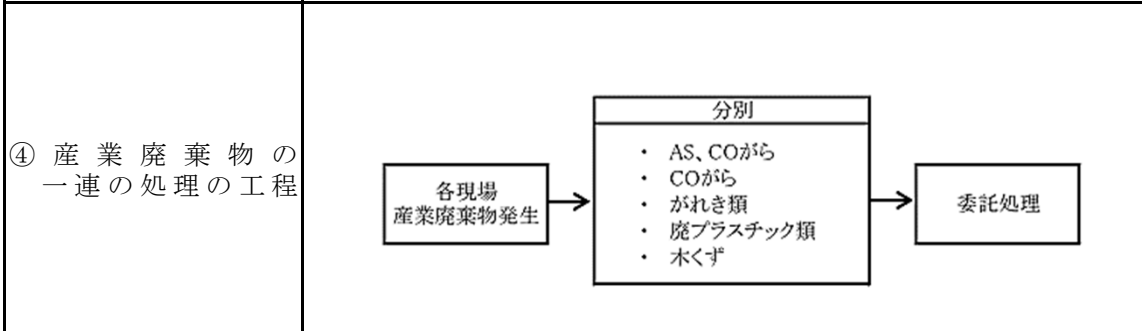 ④産業廃棄物の
一連の処理の工程
各現場
産業廃棄物発生
分別
・ AS、COがら
・ COがら
・ がれき類
・ 廃プラスチック類
・ 木くず
委託処理